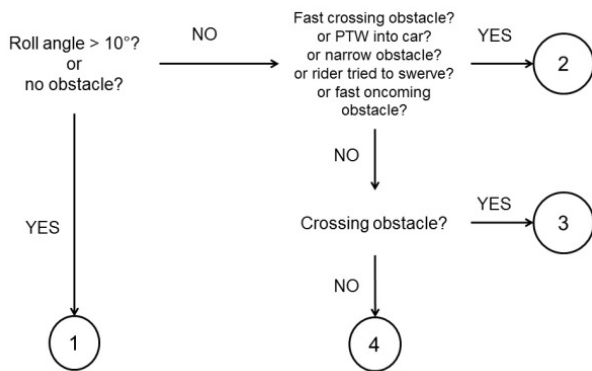 Roll angle > 10°?
or
no obstacle?
NO
Fast crossing obstacle?
or PTW into car?
or narrow obstacle?
or rider tried to swerve?
or fast oncoming
obstacle?
YES
2
NO
YES
Crossing obstacle?
YES
3
NO
1
4